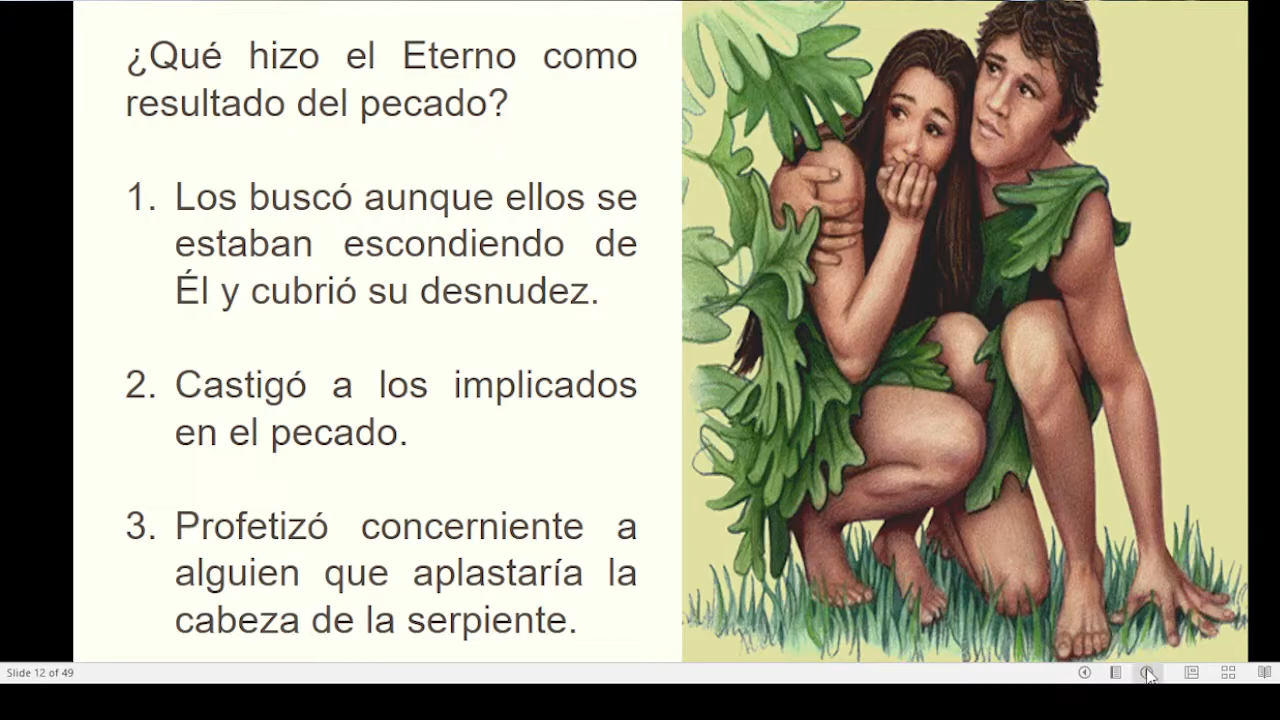 ¿Qué hizo el Eterno como
resultado del pecado?
1. Los buscó aunque ellos se
estaban escondiendo de
Él y cubrió su desnudez.
2. Castigó a los implicados
en el pecado.
3. Profetizó concerniente a
alguien que aplastaría la
cabeza de la serpiente.
Slide 12 of 49